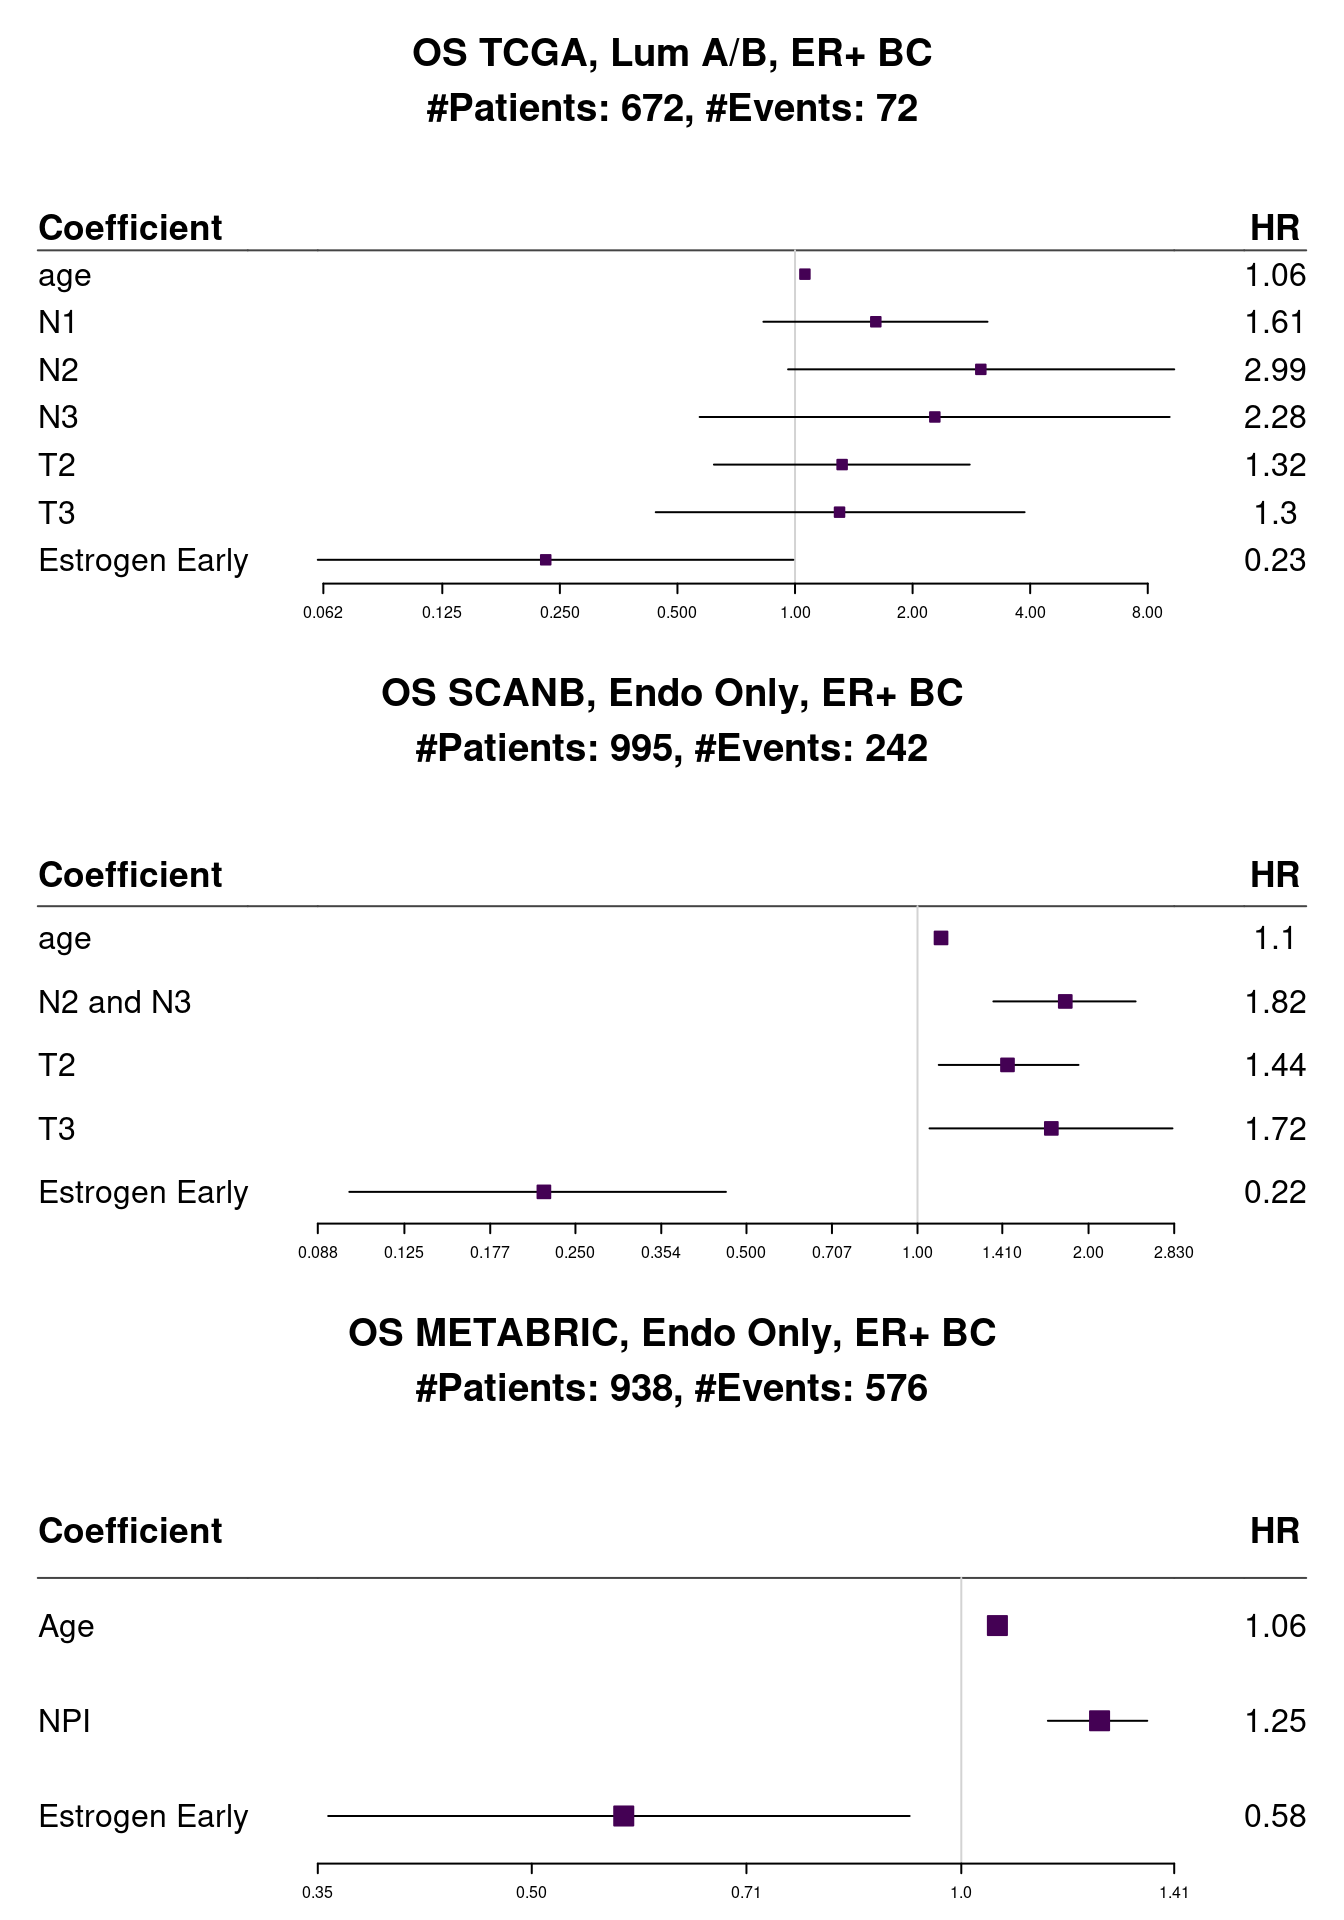 OS TCGA, Lum A/B, ER+ BC
#Patients: 672, #Events: 72
Coefficient HR
age 1.06
N1 1.61
N2 2.99
N3 2.28
T2 1.32
T3 1.3
Estrogen Early 0.23
0.062 0.125 0.250 0.500 1.00 2.00 4.00 8.00
OS SCANB, Endo Only, ER+ BC
#Patients: 995, #Events: 242
Coefficient HR
age 1.1
N2 and N3 1.82
T2 1.44
T3 1.72
Estrogen Early 0.22
0.088 0.125 0.177 0.250 0.354 0.500 0.707 1.00 1.410 2.00 2.830
OS METABRIC, Endo Only, ER+ BC
#Patients: 938, #Events: 576
Coefficient HR
Age 1.06
NPI 1.25
Estrogen Early 0.58
0.35 0.50 0.71 1.0 1.41